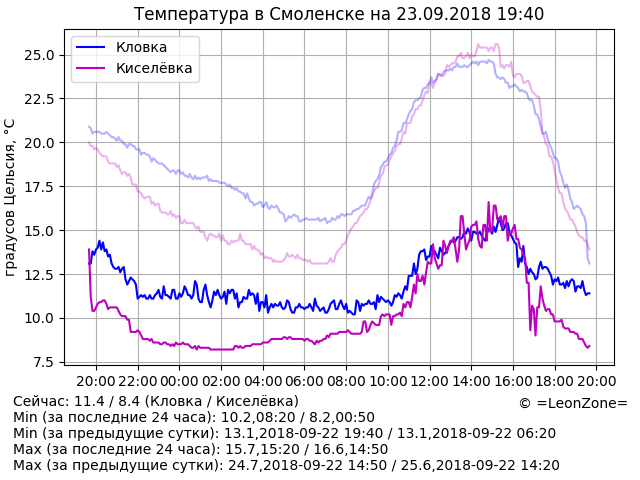 Температура в Смоленске на 23.09.2018 19:40
Кловка
Киселёвка
градусов Цельсия, °C
25.0
22.5
20.0
17.5
15.0
12.5
10.0
7.5
20:00 22:00 00:00 02:00 04:00 06:00 08:00 10:00 12:00 14:00 16:00 18:00 20:00
Сейчас: 11.4 / 8.4 (Кловка / Киселёвка)
© =LeonZone=
Min (за последние 24 часа): 10.2,08:20 / 8.2,00:50
Min (за предыдущие сутки): 13.1,2018-09-22 19:40 / 13.1,2018-09-22 06:20
Max (за последние 24 часа): 15.7,15:20 / 16.6,14:50
Max (за предыдущие сутки): 24.7,2018-09-22 14:50 / 25.6,2018-09-22 14:20